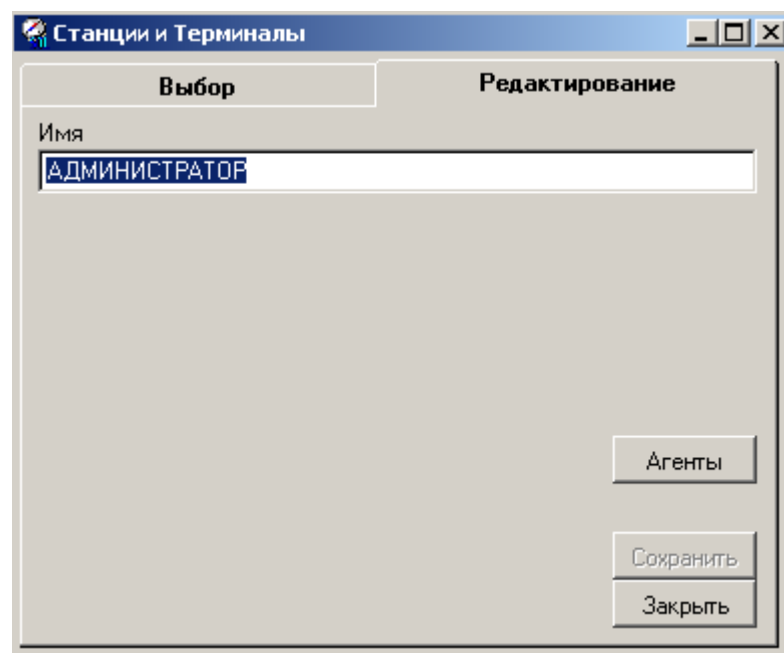 Станции и Терминалы
Выбор
Редактирование
Имя
АДМИНИСТРАТОР
Агенты
Сохранить
Закрыть